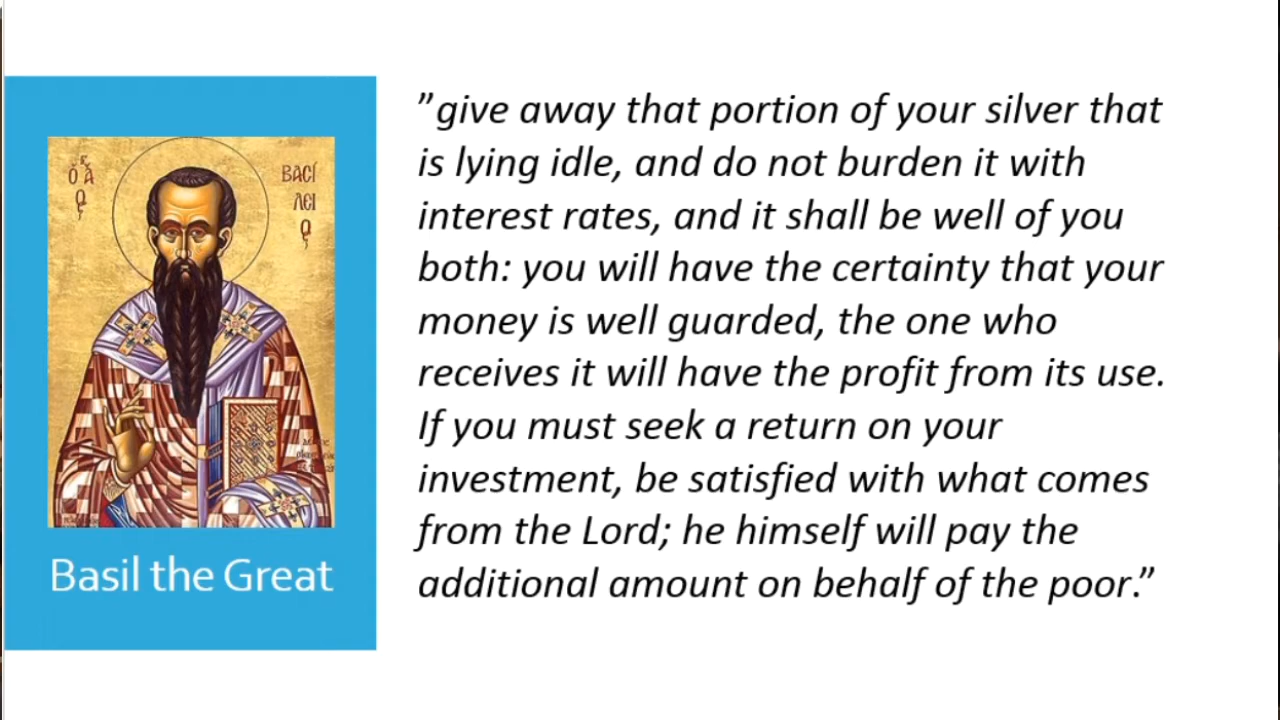 ὁ ἅ
ΒΑCΊ
ΛΕΙ
Basil the Great
”give away that portion of your silver that
is lying idle, and do not burden it with
interest rates, and it shall be well of you
both: you will have the certainty that your
money is well guarded, the one who
receives it will have the profit from its use.
If you must seek a return on your
investment, be satisfied with what comes
from the Lord; he himself will pay the
additional amount on behalf of the poor.”